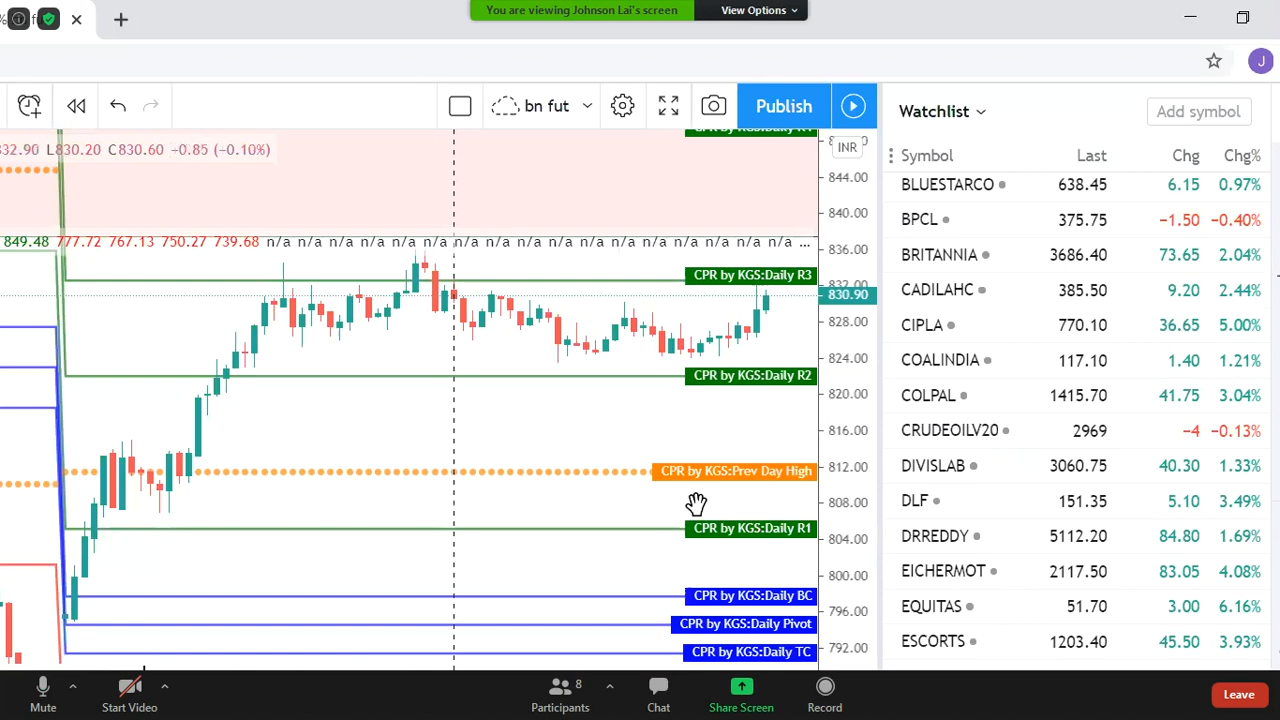 You are viewing Johnson Lai's screen
View Options
J
bn fut
Publish
Watchlist
Add symbol
832.90 L830.20 C830.60 −0.85 (−0.10%)
INR
Symbol Last Chg Chg%
844.00
840.00
836.00
832.00
828.00
824.00
820.00
816.00
812.00
808.00
804.00
800.00
796.00
792.00
849.48 777.72 767.13 750.27 739.68 n/a n/a n/a n/a n/a n/a n/a n/a n/a n/a n/a n/a n/a n/a n/a n/a n/a ...
CPR by KGS:Daily R3
830.90
CPR by KGS:Daily R2
CPR by KGS:Prev Day High
CPR by KGS:Daily R1
CPR by KGS:Daily BC
CPR by KGS:Daily Pivot
CPR by KGS:Daily TC
BLUESTARCO 638.45 6.15 0.97%
BPCL 375.75 −1.50 −0.40%
BRITANNIA 3686.40 73.65 2.04%
CADILAHC 385.50 9.20 2.44%
CIPLA 770.10 36.65 5.00%
COALINDIA 117.10 1.40 1.21%
COLPAL 1415.70 41.75 3.04%
CRUDEOILV20 2969 −4 −0.13%
DIVISLAB 3060.75 40.30 1.33%
DLF 151.35 5.10 3.49%
DRREDDY 5112.20 84.80 1.69%
EICHERMOT 2117.50 83.05 4.08%
EQUITAS 51.70 3.00 6.16%
ESCORTS 1203.40 45.50 3.93%
Mute
Start Video
8
Participants
Chat
Share Screen
Record
Leave